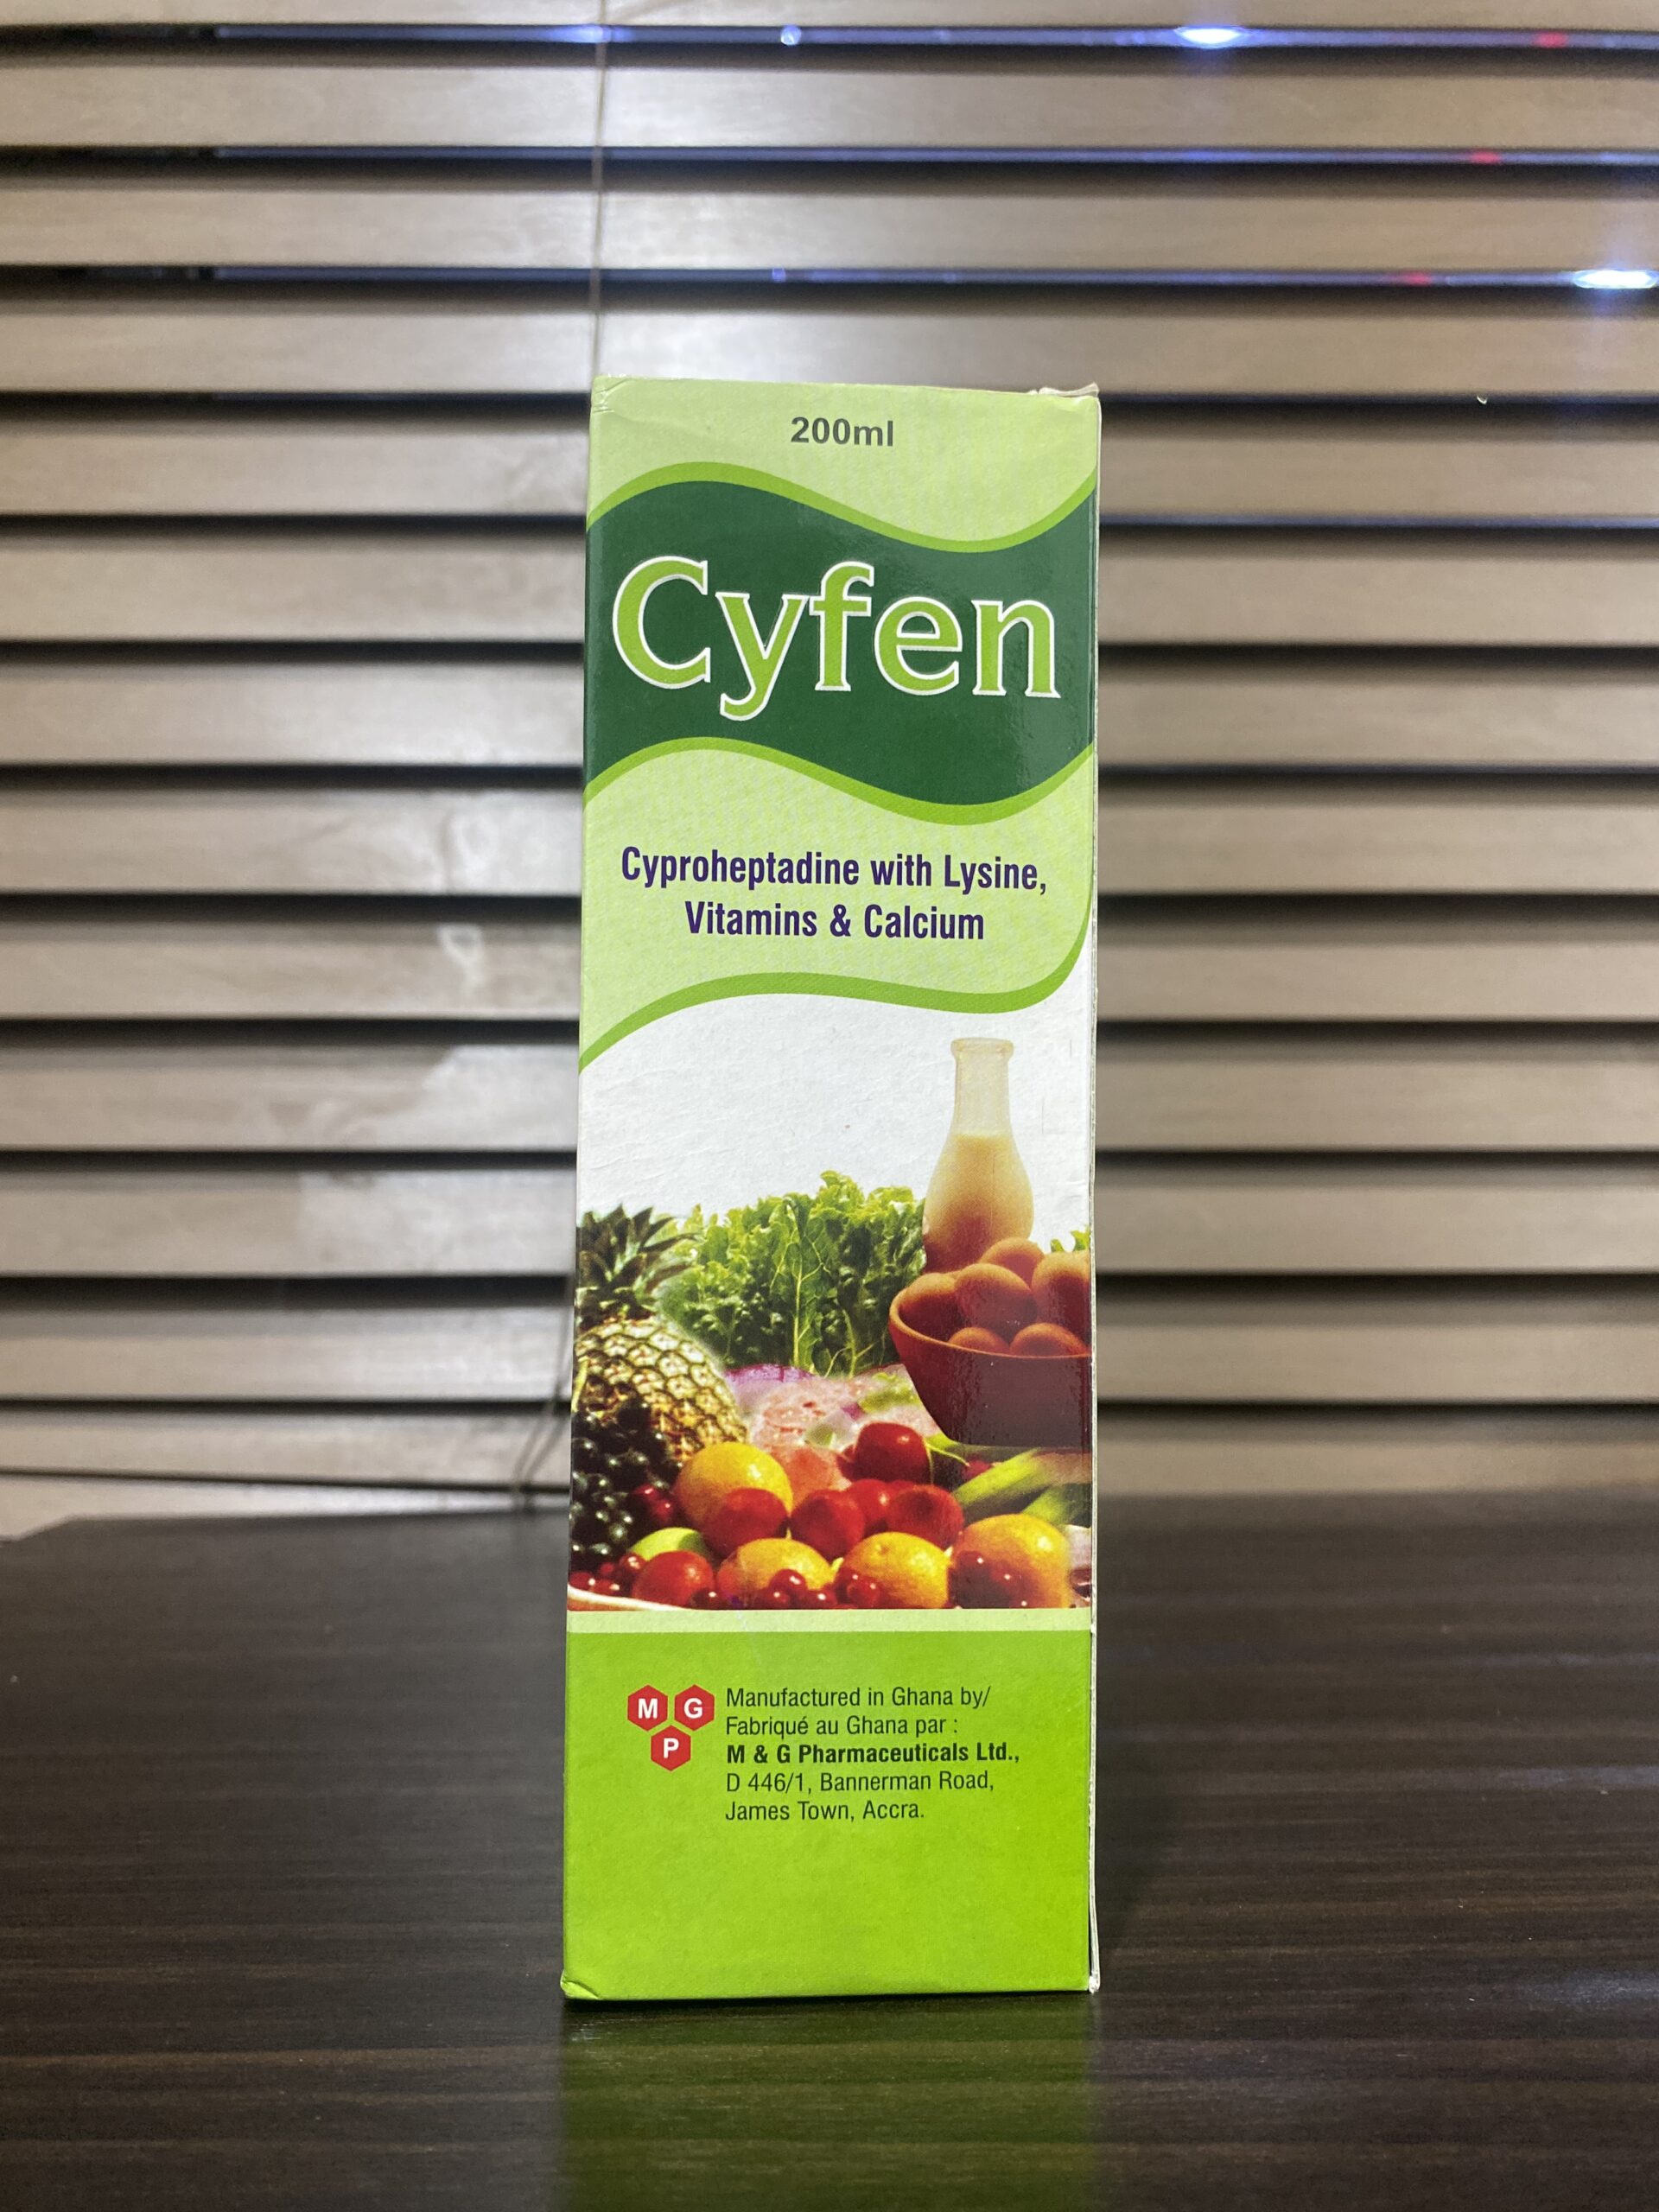 200ml
Cyfen
Cyproheptadine with Lysine,
Vitamins & Calcium
M G
P
Manufactured in Ghana by/
Fabriqué au Ghana par :
M & G Pharmaceuticals Ltd.,
D 446/1, Bannerman Road,
James Town, Accra.